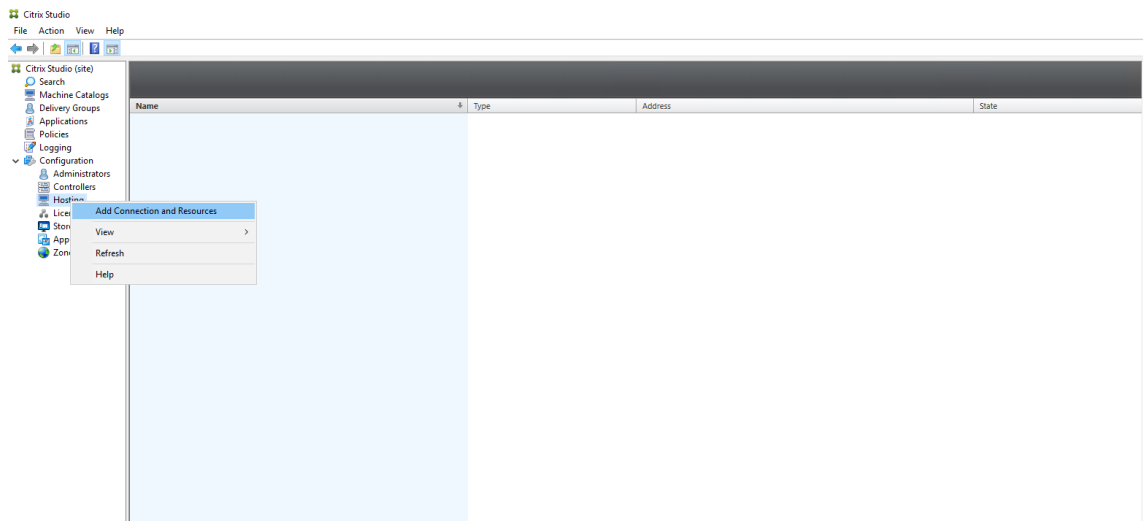 Citrix Studio
File Action View Help
Citrix Studio (site)
Search
Machine Catalogs
Delivery Groups
Applications
Policies
Logging
Configuration
Administrators
Controllers
Hosting
Name Type Address State
Add Connection and Resources
View
Refresh
Help